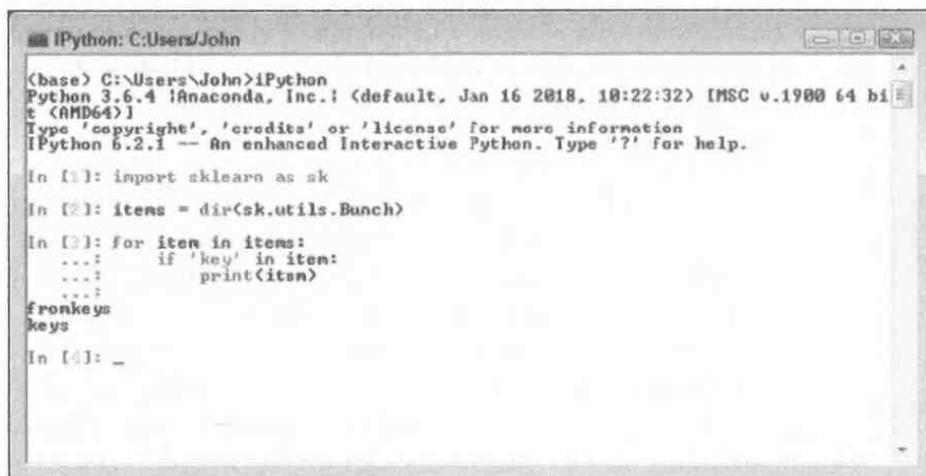 IPython: C:Users/John
(base) C:\Users\John>iPython
Python 3.6.4 |Anaconda, Inc.| (default, Jan 16 2018, 10:22:32) [MSC v.1900 64 bi
t (AMD64)]
Type 'copyright', 'credits' or 'license' for more information
IPython 6.2.1 -- An enhanced Interactive Python. Type '?' for help.
In [1]: import sklearn as sk
In [2]: items = dir(sk.utils.Bunch)
In [3]: for item in items:
...: if 'key' in item:
...: print(item)
...:
fromkeys
keys
In [4]: _